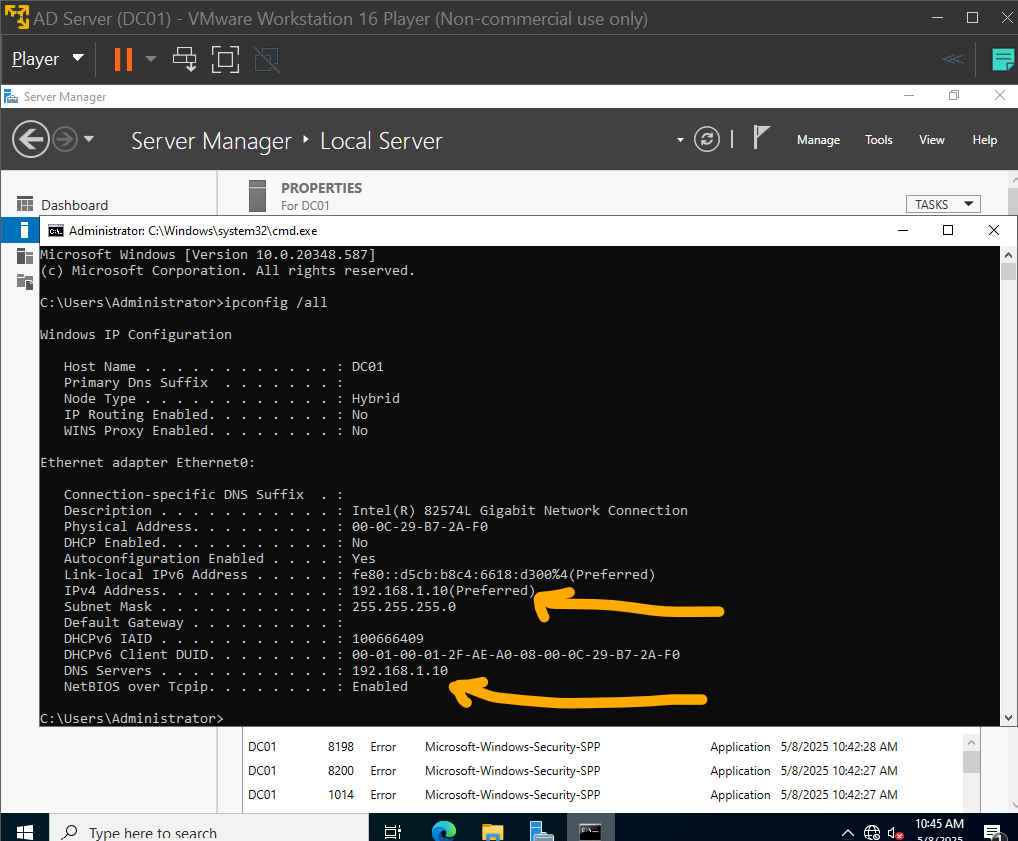 AD Server (DC01) - VMware Workstation 16 Player (Non-commercial use only)
Player
Server Manager
Server Manager Local Server
Manage Tools View Help
Dashboard
PROPERTIES
For DC01
TASKS
Administrator: C:\Windows\system32\cmd.exe
Microsoft Windows [Version 10.0.20348.587]
(c) Microsoft Corporation. All rights reserved.
C:\Users\Administrator>ipconfig /all
Windows IP Configuration
Host Name . . . . . . . . . . . . : DC01
Primary Dns Suffix . . . . . . . :
Node Type . . . . . . . . . . . . : Hybrid
IP Routing Enabled. . . . . . . . : No
WINS Proxy Enabled. . . . . . . . : No
Ethernet adapter Ethernet0:
Connection-specific DNS Suffix . :
Description . . . . . . . . . . . : Intel(R) 82574L Gigabit Network Connection
Physical Address. . . . . . . . . : 00-0C-29-B7-2A-F0
DHCP Enabled. . . . . . . . . . . : No
Autoconfiguration Enabled . . . . : Yes
Link-local IPv6 Address . . . . . : fe80::d5cb:b8c4:6618:d300%4(Preferred)
IPv4 Address. . . . . . . . . . . : 192.168.1.10(Preferred)
Subnet Mask . . . . . . . . . . . : 255.255.255.0
Default Gateway . . . . . . . . . :
DHCPv6 IAID . . . . . . . . . . . : 100666409
DHCPv6 Client DUID. . . . . . . . : 00-01-00-01-2F-AE-A0-08-00-0C-29-B7-2A-F0
DNS Servers . . . . . . . . . . . : 192.168.1.10
NetBIOS over Tcpip. . . . . . . . : Enabled
C:\Users\Administrator>
DC01 8198 Error Microsoft-Windows-Security-SPP Application 5/8/2025 10:42:28 AM
DC01 8200 Error Microsoft-Windows-Security-SPP Application 5/8/2025 10:42:27 AM
DC01 1014 Error Microsoft-Windows-Security-SPP Application 5/8/2025 10:42:27 AM
Type here to search
10:45 AM
5/8/2025
1